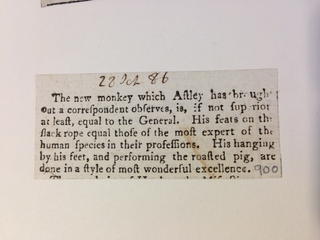 22 Oct 86
The new monkey which Astley has brough
out a correspondent observes, is, if not superior
at least, equal to the General. His feats on the
slack rope equal those of the most expert of the
human species in their professions. His hanging
by his feet, and performing the roasted pig, are
done in a style of most wonderful excellence. 900